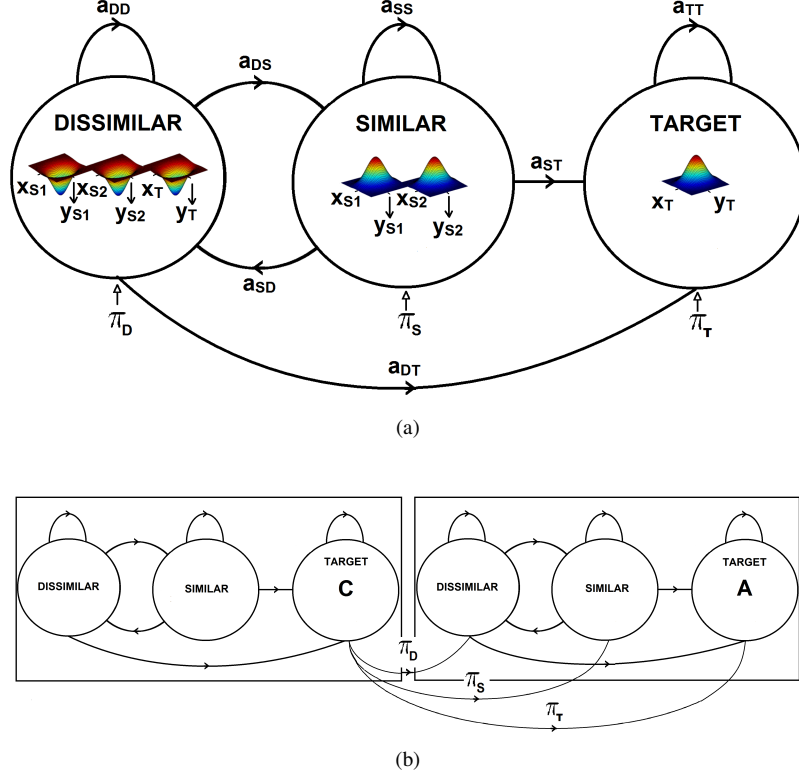 aDD aSS aTT
aDS
DISSIMILAR SIMILAR TARGET
aST
xS1 xS2 xT xS1 xS2 xT yT
yS1 yS2 yT yS1 yS2
aSD
πD πS πT
aDT
(a)
TARGET TARGET
DISSIMILAR SIMILAR C DISSIMILAR SIMILAR A
πD
πS
πT
(b)